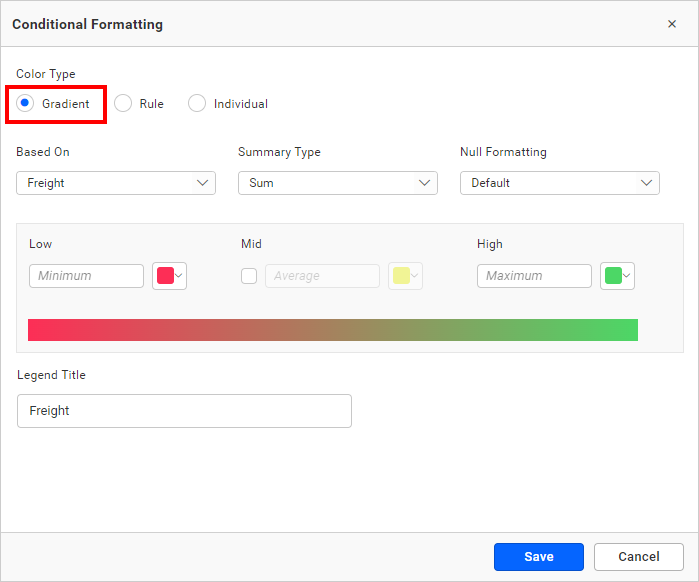 Conditional Formatting
Color Type
Gradient Rule Individual
Based On Summary Type Null Formatting
Freight Sum Default
Low Mid High
Minimum Average Maximum
Legend Title
Freight
Save Cancel